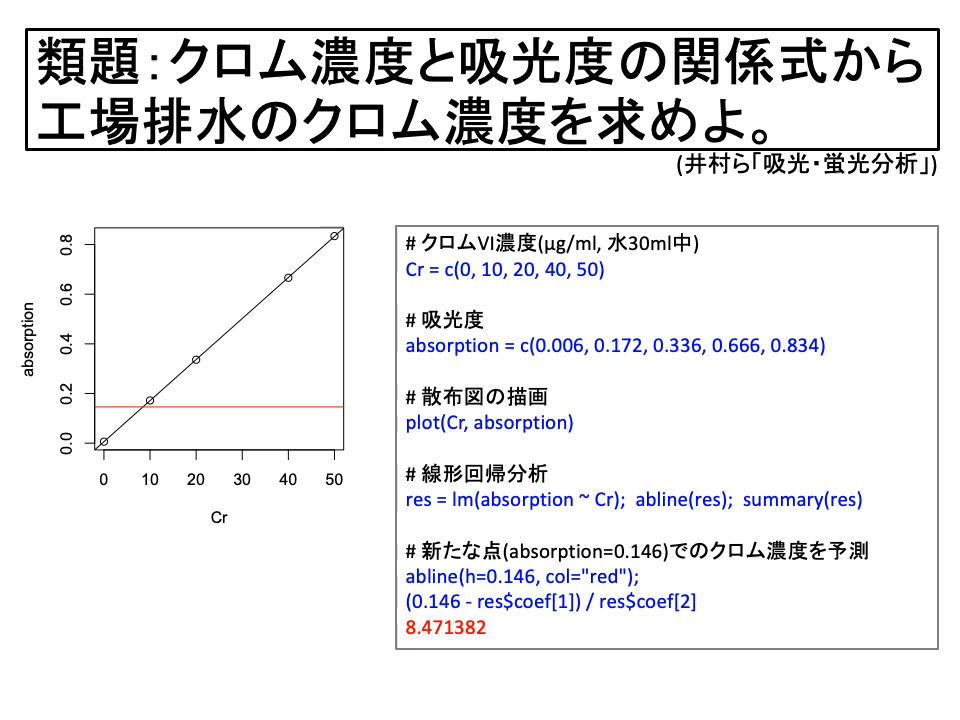 類題：クロム濃度と吸光度の関係式から
工場排水のクロム濃度を求めよ。
(井村ら「吸光・蛍光分析」)
absorption
0.0 0.2 0.4 0.6 0.8
0 10 20 30 40 50
Cr
# クロムVI濃度(μg/ml, 水30ml中)
Cr = c(0, 10, 20, 40, 50)
# 吸光度
absorption = c(0.006, 0.172, 0.336, 0.666, 0.834)
# 散布図の描画
plot(Cr, absorption)
# 線形回帰分析
res = lm(absorption ~ Cr); abline(res); summary(res)
# 新たな点(absorption=0.146)でのクロム濃度を予測
abline(h=0.146, col="red");
(0.146 - res$coef[1]) / res$coef[2]
8.471382